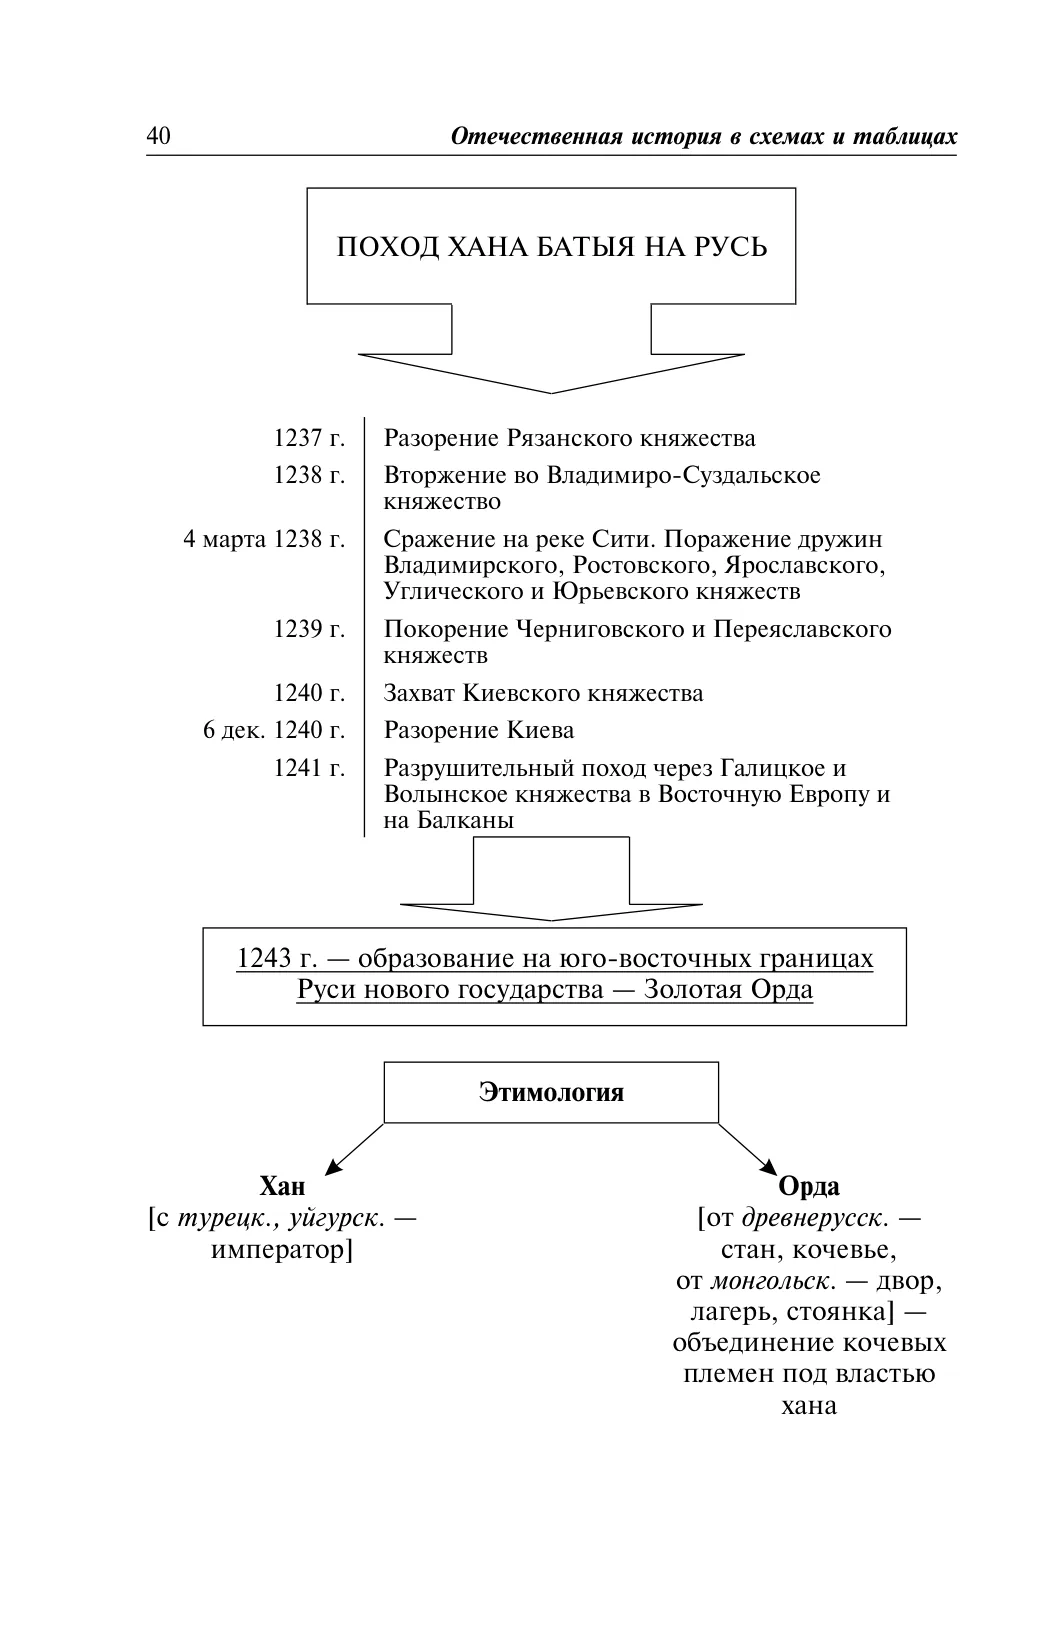 40 Отечественная история в схемах и таблицах
ПОХОД ХАНА БАТЫЯ НА РУСЬ
1237 г. Разорение Рязанского княжества
1238 г. Вторжение во Владимиро-Суздальское
княжество
4 марта 1238 г. Сражение на реке Сити. Поражение дружин
Владимирского, Ростовского, Ярославского,
Углического и Юрьевского княжеств
1239 г. Покорение Черниговского и Переяславского
княжеств
1240 г. Захват Киевского княжества
6 дек. 1240 г. Разорение Киева
1241 г. Разрушительный поход через Галицкое и
Волынское княжества в Восточную Европу и
на Балканы
1243 г. — образование на юго-восточных границах
Руси нового государства — Золотая Орда
Этимология
Хан
[с турецк., уйгурск. —
император]
Орда
[от древнерусск. —
стан, кочевье,
от монгольск. — двор,
лагерь, стоянка] —
объединение кочевых
племен под властью
хана